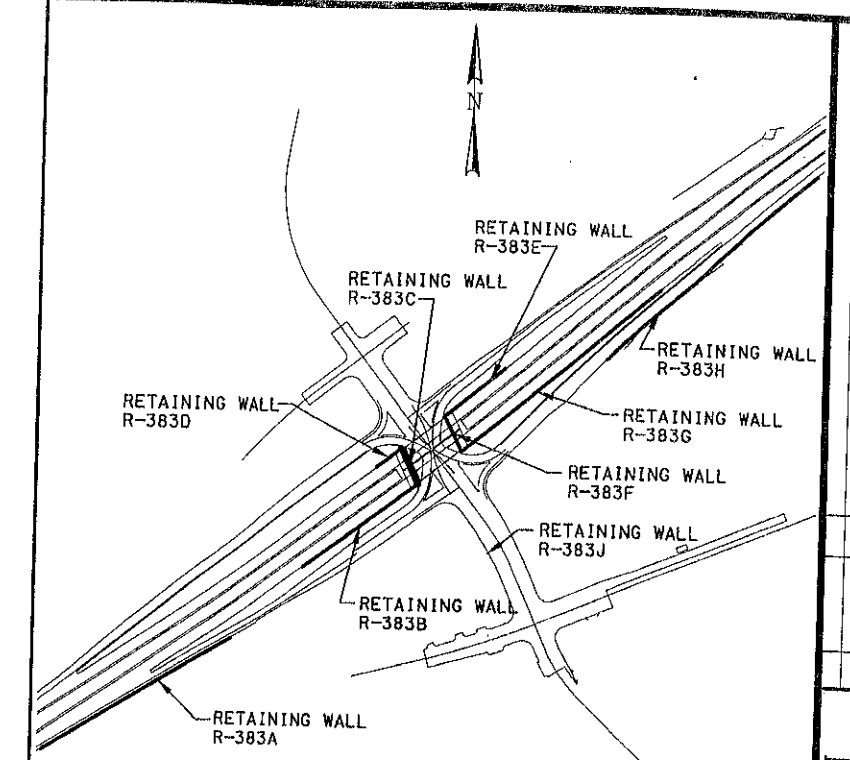 N
RETAINING WALL
R-383E
RETAINING WALL
R-383C
RETAINING WALL
R-383H
RETAINING WALL
R-383D
RETAINING WALL
R-383G
RETAINING WALL
R-383F
RETAINING WALL
R-383J
RETAINING WALL
R-383B
RETAINING WALL
R-383A